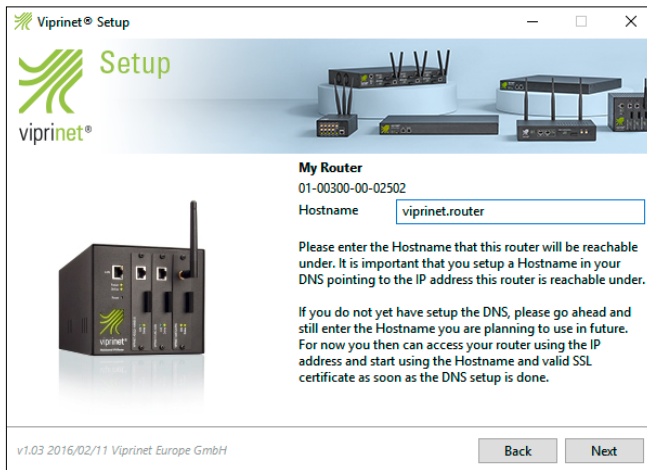 Viprinet® Setup
Setup
viprinet®
My Router
01-00300-00-02502
Hostname
viprinet.router
Please enter the Hostname that this router will be reachable
under. It is important that you setup a Hostname in your
DNS pointing to the IP address this router is reachable under.
If you do not yet have setup the DNS, please go ahead and
still enter the Hostname you are planning to use in future.
For now you then can access your router using the IP
address and start using the Hostname and valid SSL
certificate as soon as the DNS setup is done.
viprinet®
v1.03 2016/02/11 Viprinet Europe GmbH
Back
Next